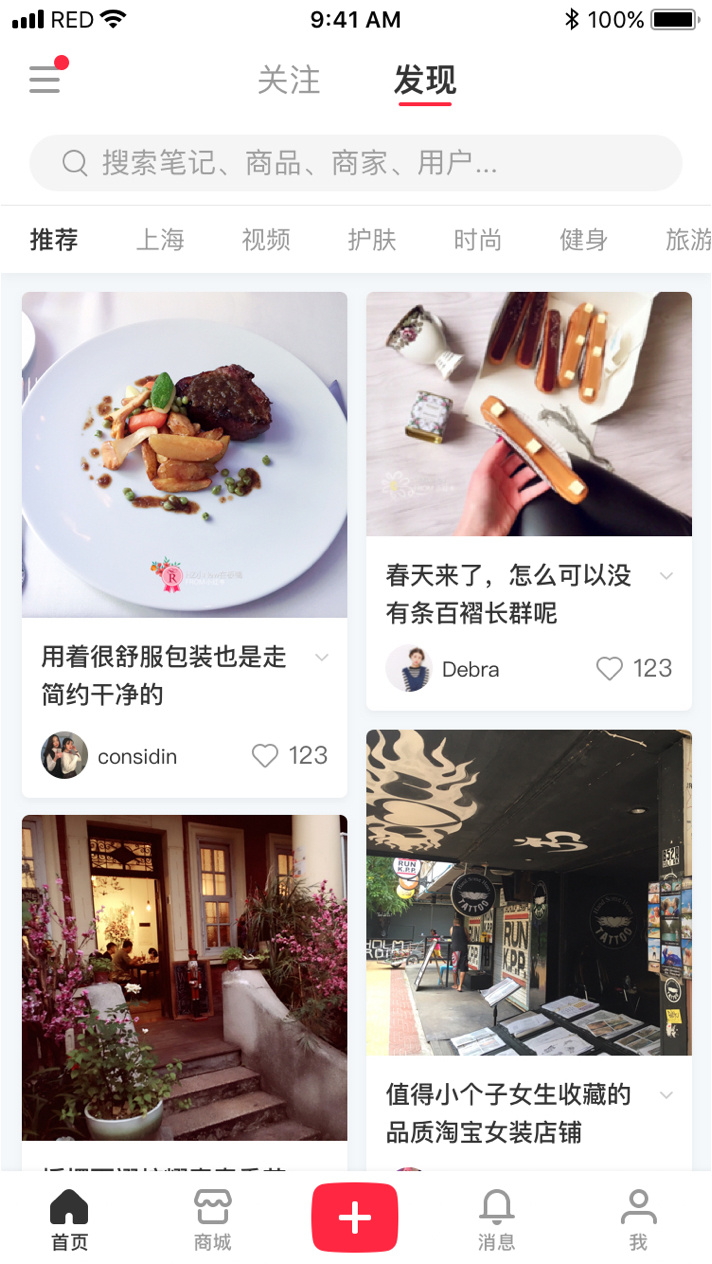 RED 9:41 AM 100%
关注 发现
搜索笔记、商品、商家、用户...
推荐 上海 视频 护肤 时尚 健身 旅游
R
用着很舒服包装也是走
简约干净的
considin 123
春天来了，怎么可以没
有条百褶长群呢
Debra 123
RUN
K.P.P.
TATTOO
TATTOO
RUN
K.P.P.
值得小个子女生收藏的
品质淘宝女装店铺
首页 商城 消息 我